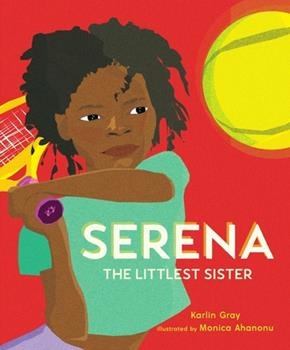 SERENA
THE LITTLEST SISTER
Karlin Gray
illustrated by Monica Ahanonu